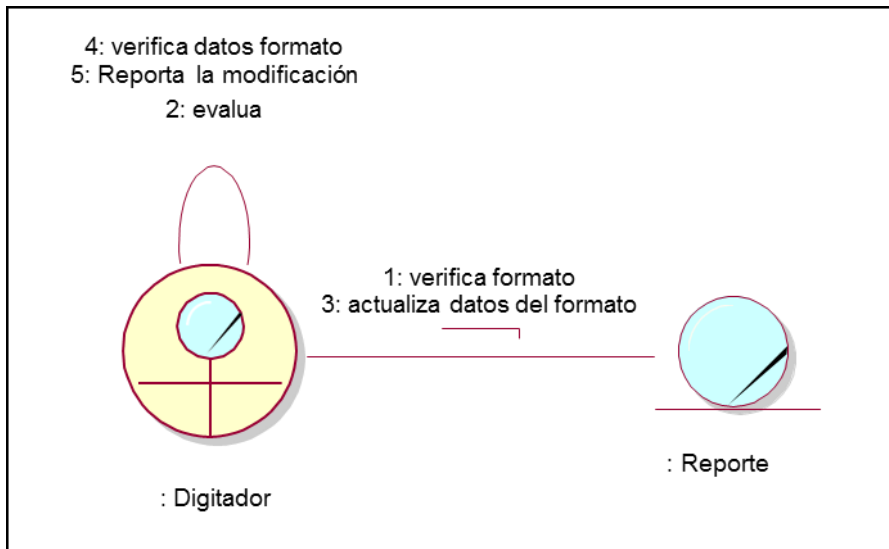 4: verifica datos formato
5: Reporta la modificación
2: evalua
1: verifica formato
3: actualiza datos del formato
: Reporte
: Digitador